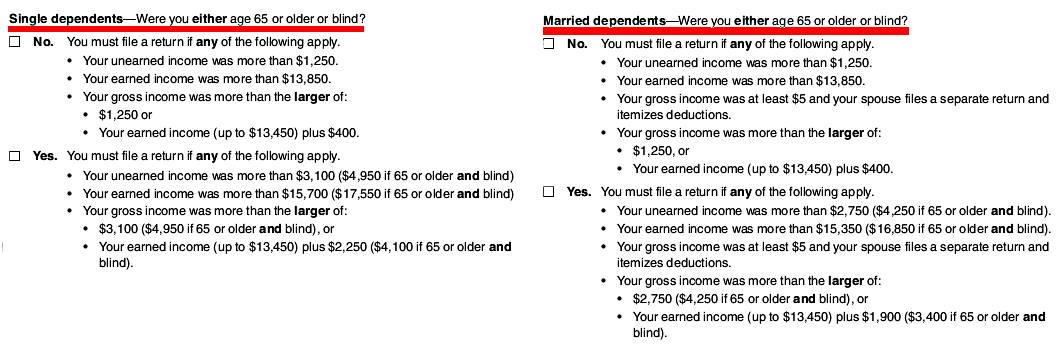 Single dependents—Were you either age 65 or older or blind?
No. You must file a return if any of the following apply.
• Your unearned income was more than $1,250.
• Your earned income was more than $13,850.
• Your gross income was more than the larger of:
• $1,250 or
• Your earned income (up to $13,450) plus $400.
Yes. You must file a return if any of the following apply.
• Your unearned income was more than $3,100 ($4,950 if 65 or older and blind)
• Your earned income was more than $15,700 ($17,550 if 65 or older and blind)
• Your gross income was more than the larger of:
• $3,100 ($4,950 if 65 or older and blind), or
• Your earned income (up to $13,450) plus $2,250 ($4,100 if 65 or older and
blind).
Married dependents—Were you either age 65 or older or blind?
No. You must file a return if any of the following apply.
• Your unearned income was more than $1,250.
• Your earned income was more than $13,850.
• Your gross income was at least $5 and your spouse files a separate return and
itemizes deductions.
• Your gross income was more than the larger of:
• $1,250, or
• Your earned income (up to $13,450) plus $400.
Yes. You must file a return if any of the following apply.
• Your unearned income was more than $2,750 ($4,250 if 65 or older and blind).
• Your earned income was more than $15,350 ($16,850 if 65 or older and blind).
• Your gross income was at least $5 and your spouse files a separate return and
itemizes deductions.
• Your gross income was more than the larger of:
• $2,750 ($4,250 if 65 or older and blind), or
• Your earned income (up to $13,450) plus $1,900 ($3,400 if 65 or older and
blind).